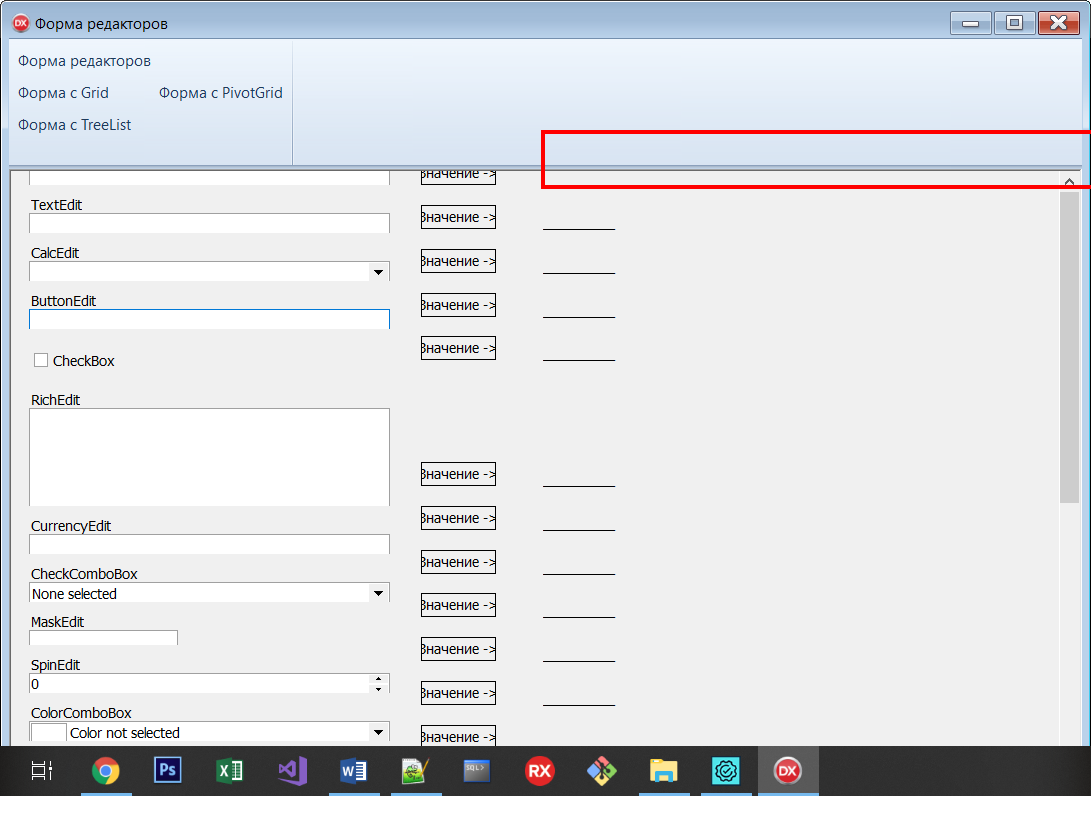 Форма редакторов
Форма редакторов
Форма с Grid Форма с PivotGrid
Форма с TreeList
Значение ->
TextEdit
Значение ->
CalcEdit
Значение ->
ButtonEdit
Значение ->
Значение ->
CheckBox
RichEdit
Значение ->
CurrencyEdit
Значение ->
CheckComboBox
Значение ->
None selected
Значение ->
MaskEdit
Значение ->
SpinEdit
0
Значение ->
ColorComboBox
Color not selected
Значение ->
DX
Ps
X
W
SQL>
RX
DX